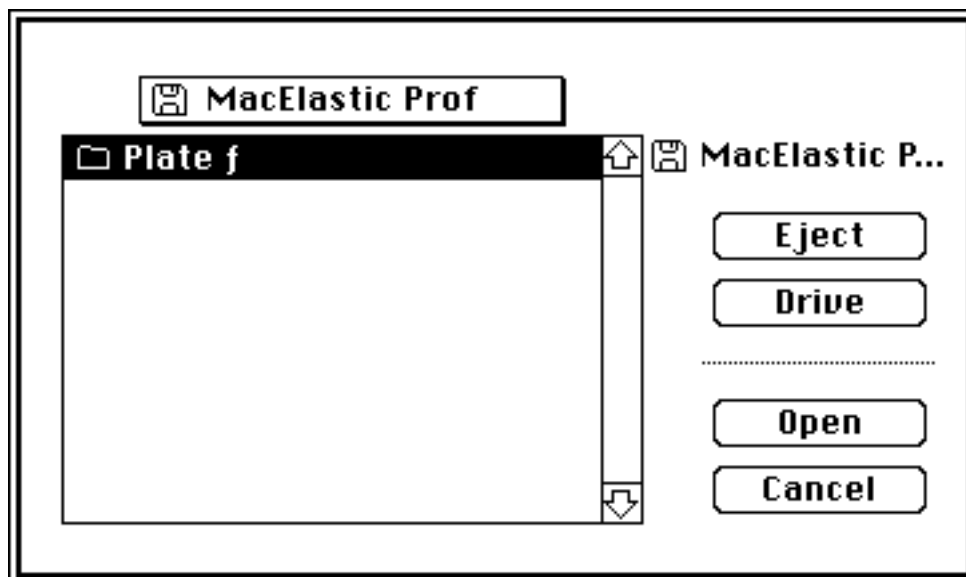 MacElastic Prof
Plate ƒ
MacElastic P...
Eject
Drive
Open
Cancel